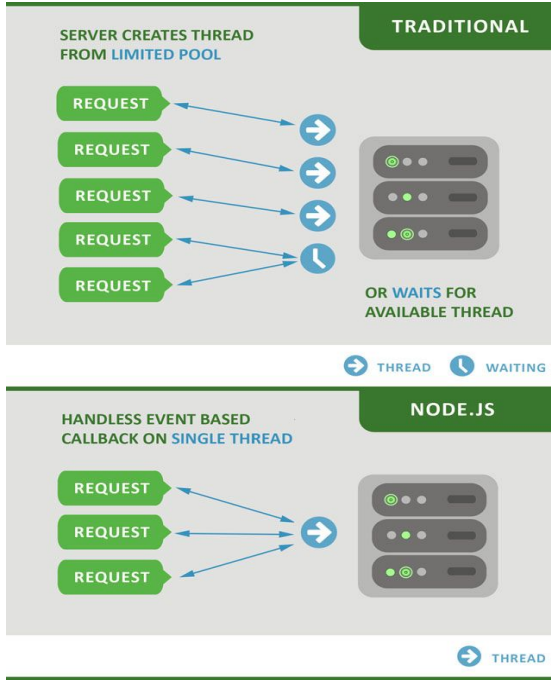 TRADITIONAL
SERVER CREATES THREAD
FROM LIMITED POOL
REQUEST
REQUEST
REQUEST
REQUEST
REQUEST
OR WAITS FOR
AVAILABLE THREAD
THREAD
WAITING
NODE.JS
HANDLESS EVENT BASED
CALLBACK ON SINGLE THREAD
REQUEST
REQUEST
REQUEST
THREAD